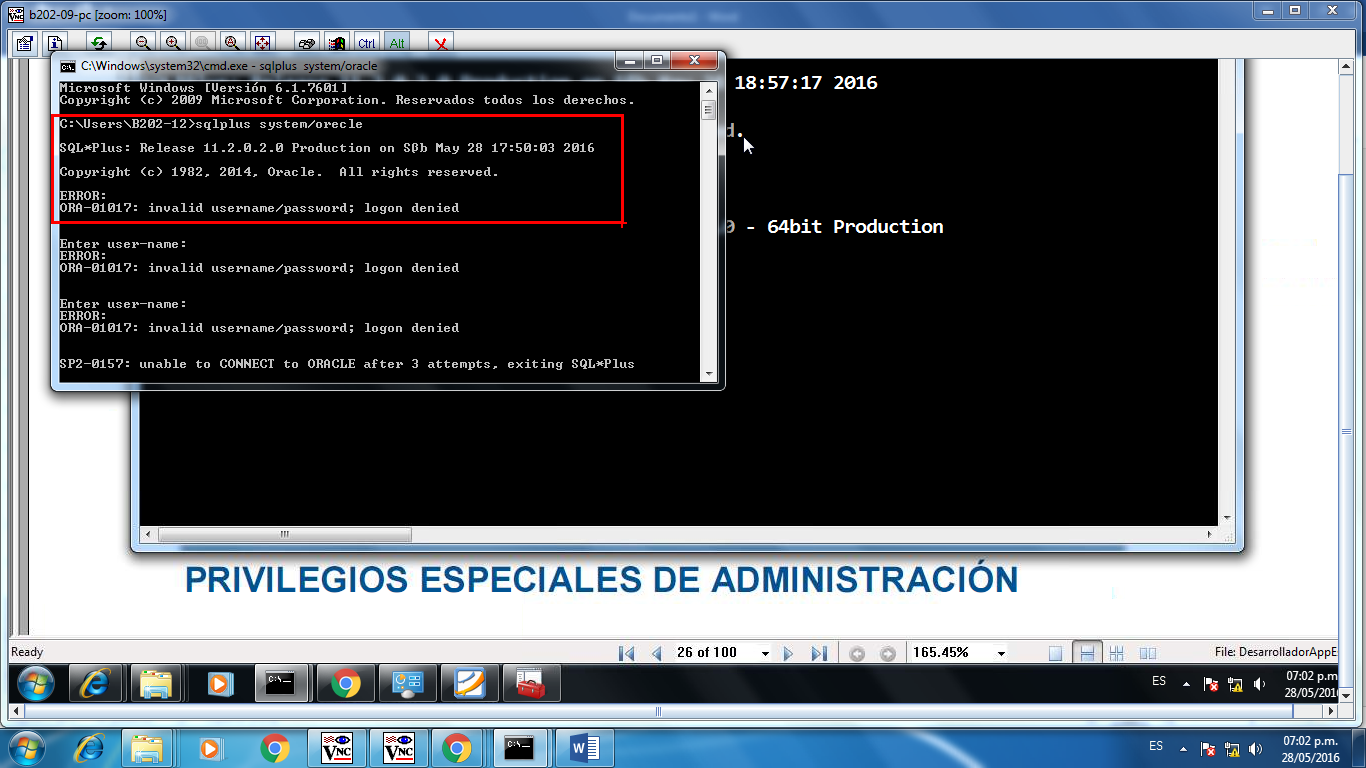 b202-09-pc [zoom: 100%]
Ctrl
Alt
C:\Windows\system32\cmd.exe - sqlplus  system/oracle
Microsoft Windows [Versión 6.1.7601]
Copyright (c) 2009 Microsoft Corporation. Reservados todos los derechos.
C:\Users\B202-12>sqlplus system/orecle
SQL*Plus: Release 11.2.0.2.0 Production on Sβb May 28 17:50:03 2016
Copyright (c) 1982, 2014, Oracle.  All rights reserved.
ERROR:
ORA-01017: invalid username/password; logon denied
Enter user-name:
ERROR:
ORA-01017: invalid username/password; logon denied
Enter user-name:
ERROR:
ORA-01017: invalid username/password; logon denied
SP2-0157: unable to CONNECT to ORACLE after 3 attempts, exiting SQL*Plus
18:57:17 2016
d.
0 - 64bit Production
PRIVILEGIOS ESPECIALES DE ADMINISTRACIÓN
Ready
26 of 100
165.45%
File: DesarrolladorAppE
ES
07:02 p.m.
28/05/2016
ES
07:02 p.m.
28/05/2016